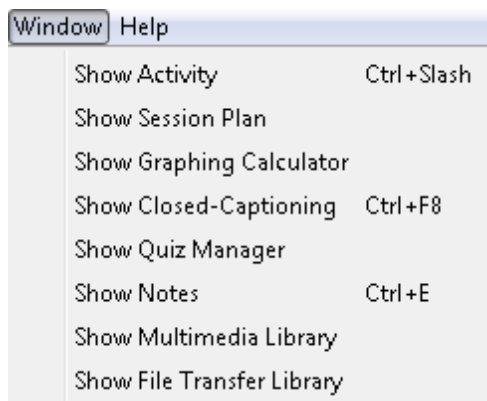 Window Help
Show Activity Ctrl+Slash
Show Session Plan
Show Graphing Calculator
Show Closed-Captioning Ctrl+F8
Show Quiz Manager
Show Notes Ctrl+E
Show Multimedia Library
Show File Transfer Library